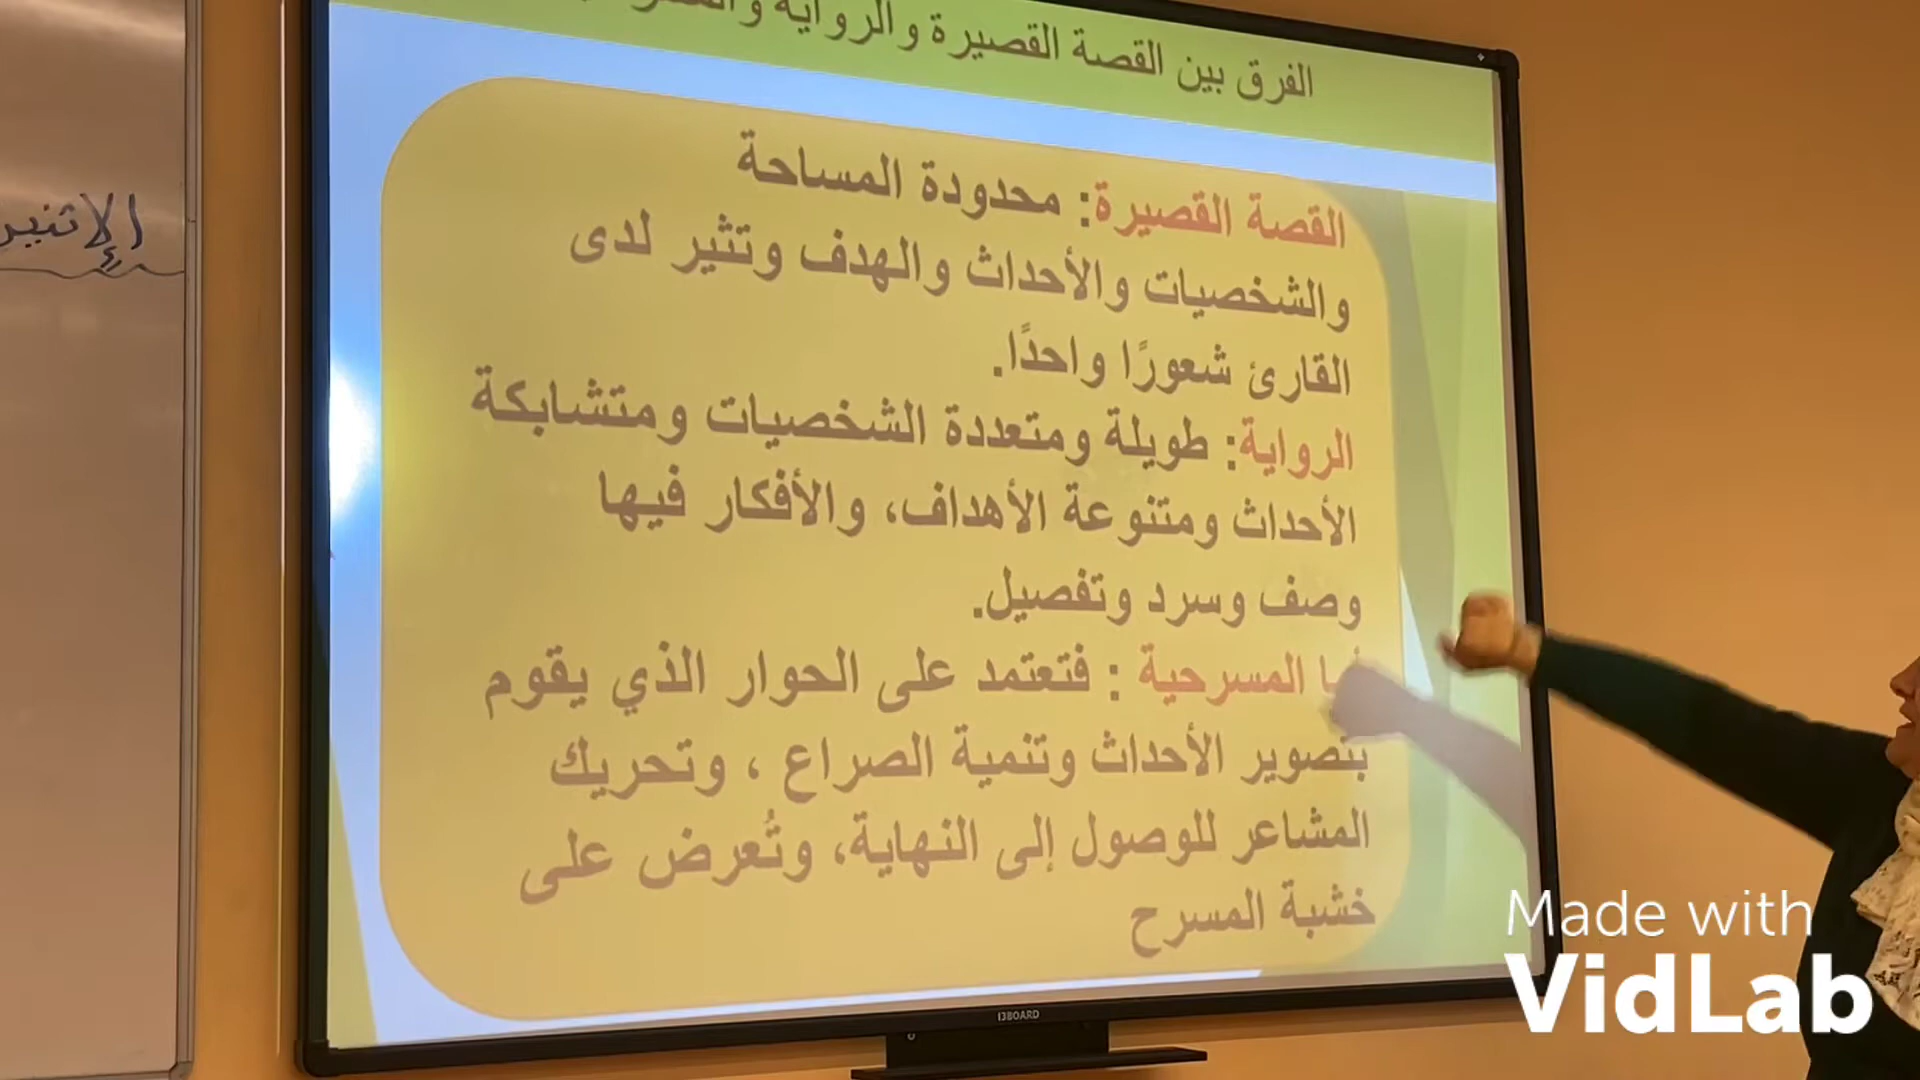 الفرق بين القصة القصيرة والرواية
القصة القصيرة: محدودة المساحة
والشخصيات والأحداث والهدف وتثير لدى
القارئ شعورًا واحدًا.
الرواية: طويلة ومتعددة الشخصيات ومتشابكة
الأحداث ومتنوعة الأهداف، والأفكار فيها
وصف وسرد وتفصيل.
المسرحية : فتعتمد على الحوار الذي يقوم
بتصوير الأحداث وتنمية الصراع ، وتحريك
المشاعر للوصول إلى النهاية، وتُعرض على
خشبة المسرح
I3BOARD
Made with
VidLab